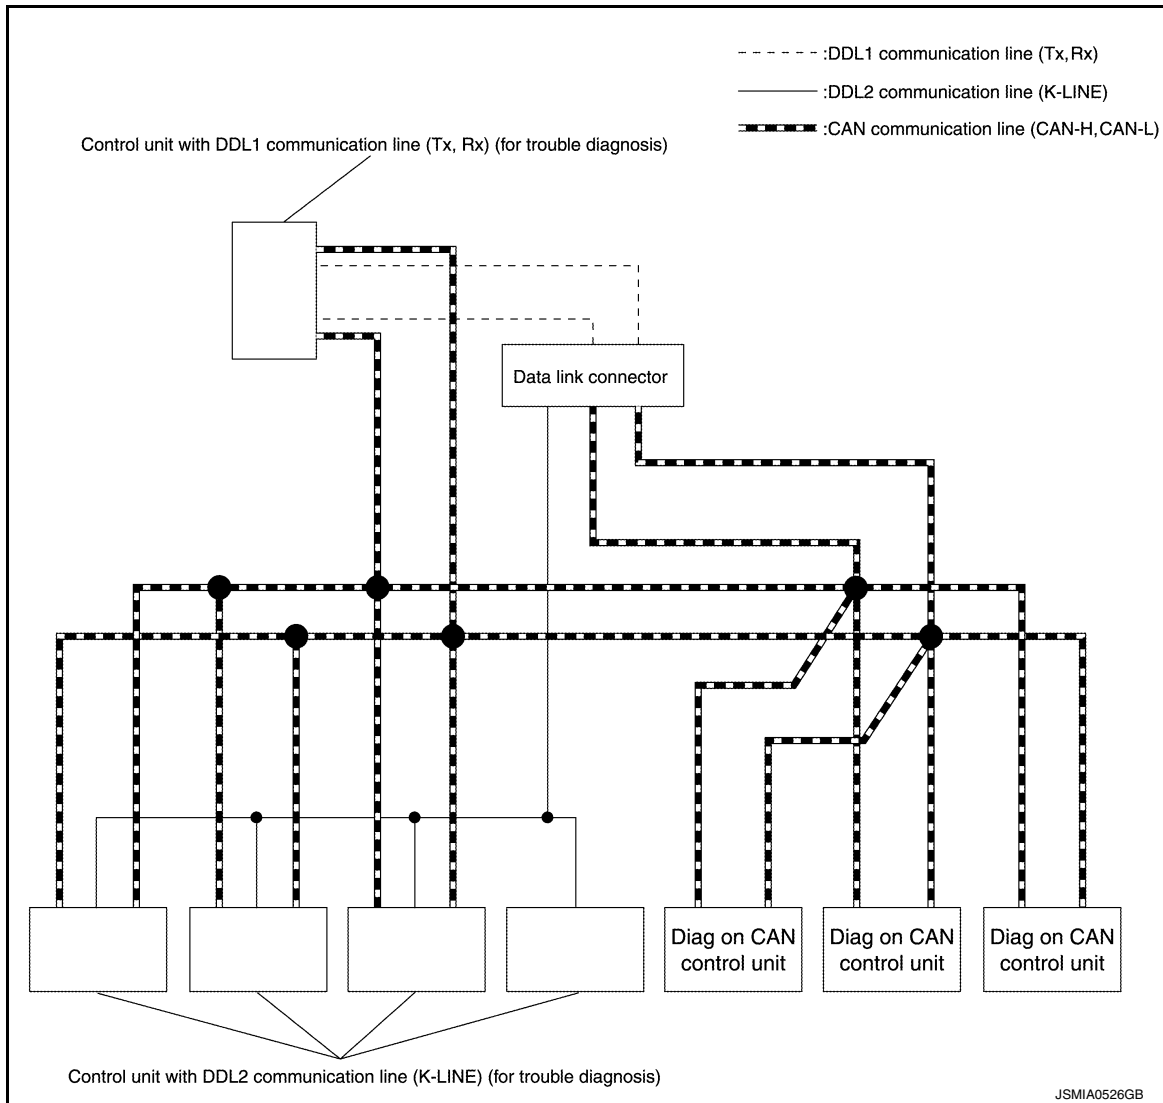 :DDL1 communication line (Tx,Rx)
:DDL2 communication line (K-LINE)
:CAN communication line (CAN-H,CAN-L)
Control unit with DDL1 communication line (Tx, Rx) (for trouble diagnosis)
Data link connector
Diag on CAN
control unit
Diag on CAN
control unit
Diag on CAN
control unit
Control unit with DDL2 communication line (K-LINE) (for trouble diagnosis)
JSMIA0526GB